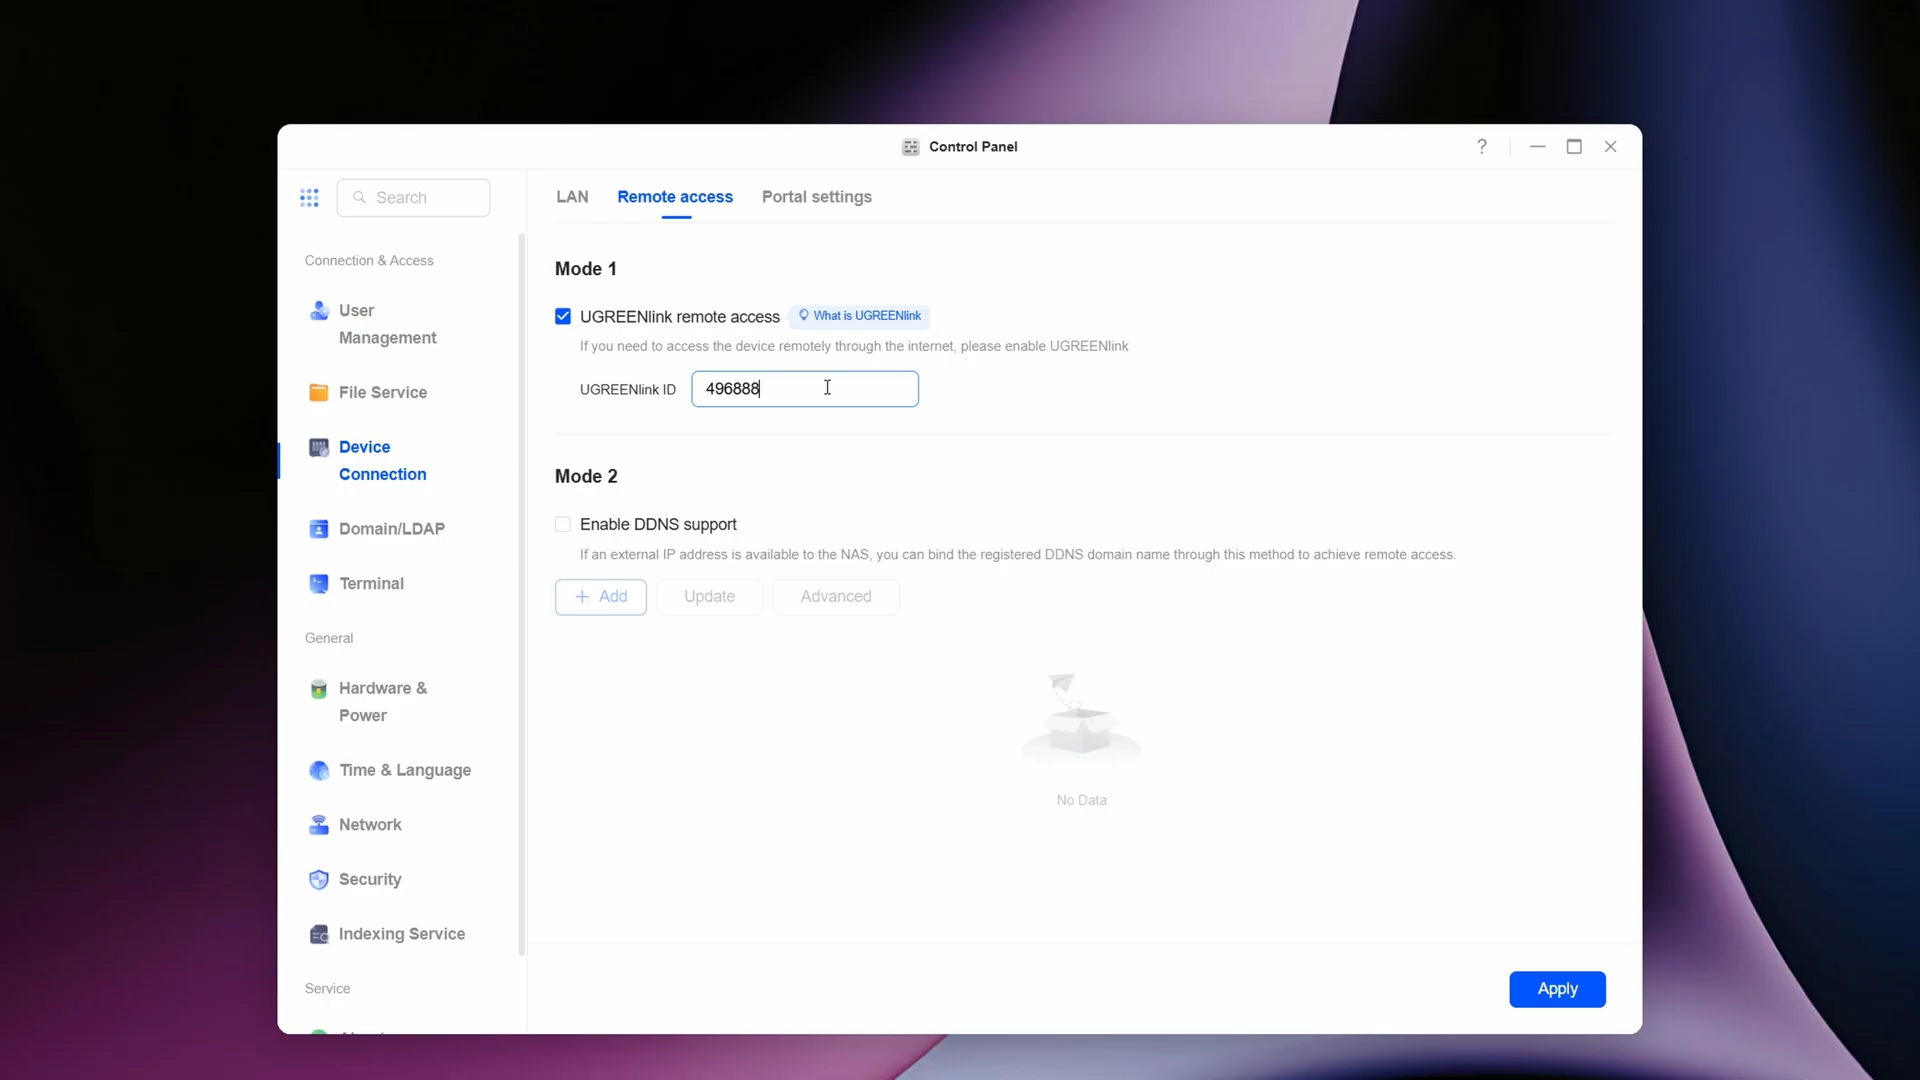 Control Panel
?
Search
LAN
Remote access
Portal settings
Connection & Access
User
Management
File Service
Device
Connection
Domain/LDAP
Terminal
General
Hardware &
Power
Time & Language
Network
Security
Indexing Service
Service
Mode 1
UGREENlink remote access
What is UGREENlink
If you need to access the device remotely through the internet, please enable UGREENlink
UGREENlink ID
496888
Mode 2
Enable DDNS support
If an external IP address is available to the NAS, you can bind the registered DDNS domain name through this method to achieve remote access.
+ Add
Update
Advanced
No Data
Apply